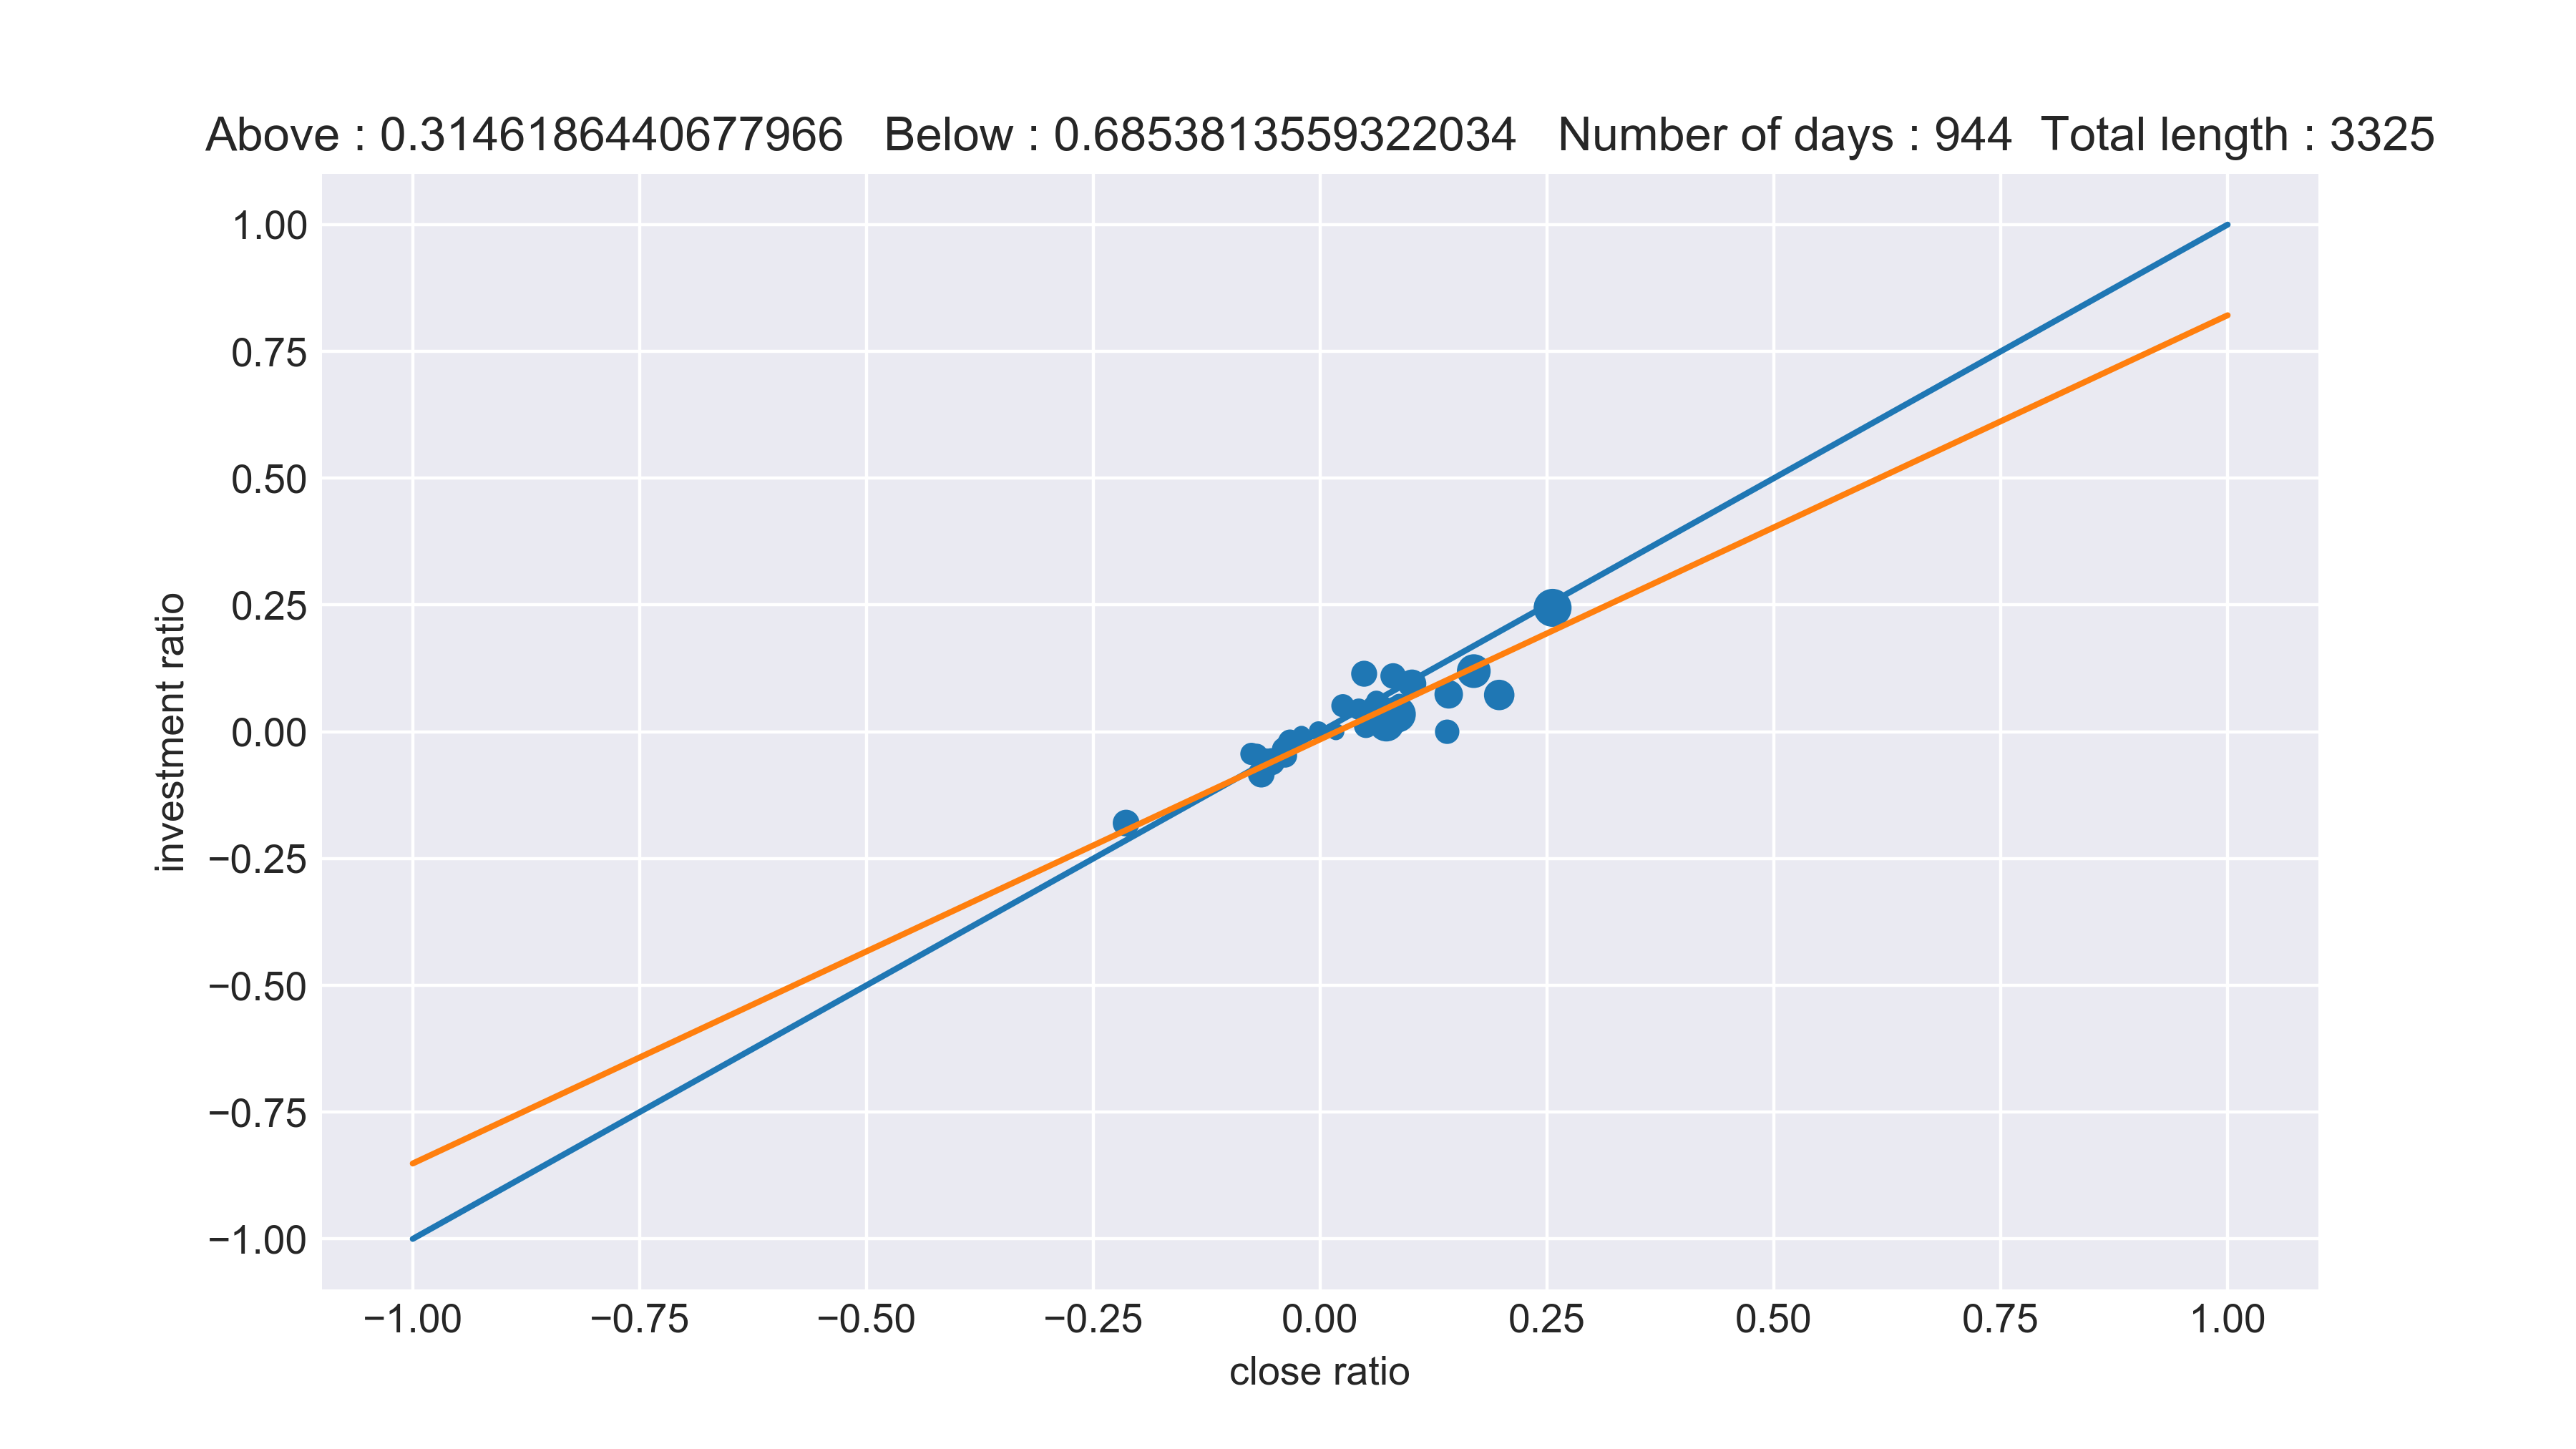 Above : 0.3146186440677966 Below : 0.6853813559322034 Number of days : 944 Total length : 3325
1.00
0.75
0.50
0.25
0.00
−0.25
−0.50
−0.75
−1.00
investment ratio
−1.00 −0.75 −0.50 −0.25 0.00 0.25 0.50 0.75 1.00
close ratio